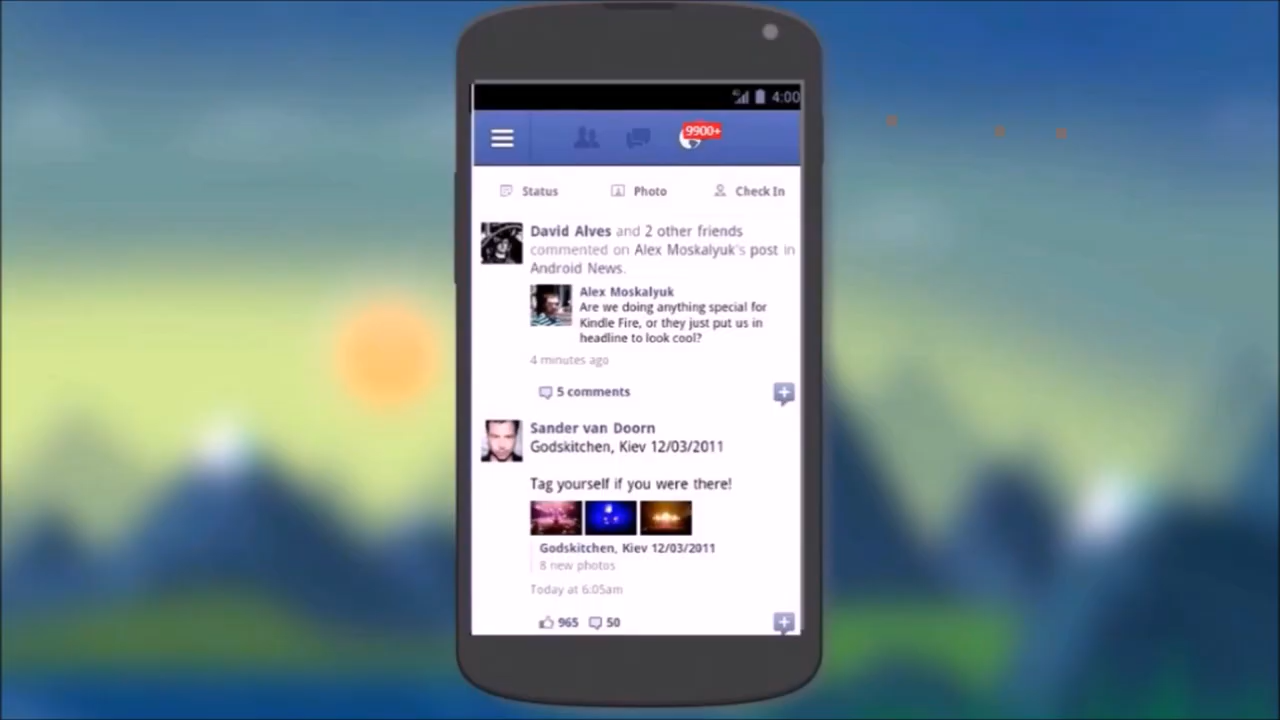 4:00
9900+
Status Photo Check In
David Alves and 2 other friends
commented on Alex Moskalyuk's post in
Android News.
Alex Moskalyuk
Are we doing anything special for
Kindle Fire, or they just put us in
headline to look cool?
4 minutes ago
5 comments
Sander van Doorn
Godskitchen, Kiev 12/03/2011
Tag yourself if you were there!
Godskitchen, Kiev 12/03/2011
8 new photos
Today at 6:05am
965 50